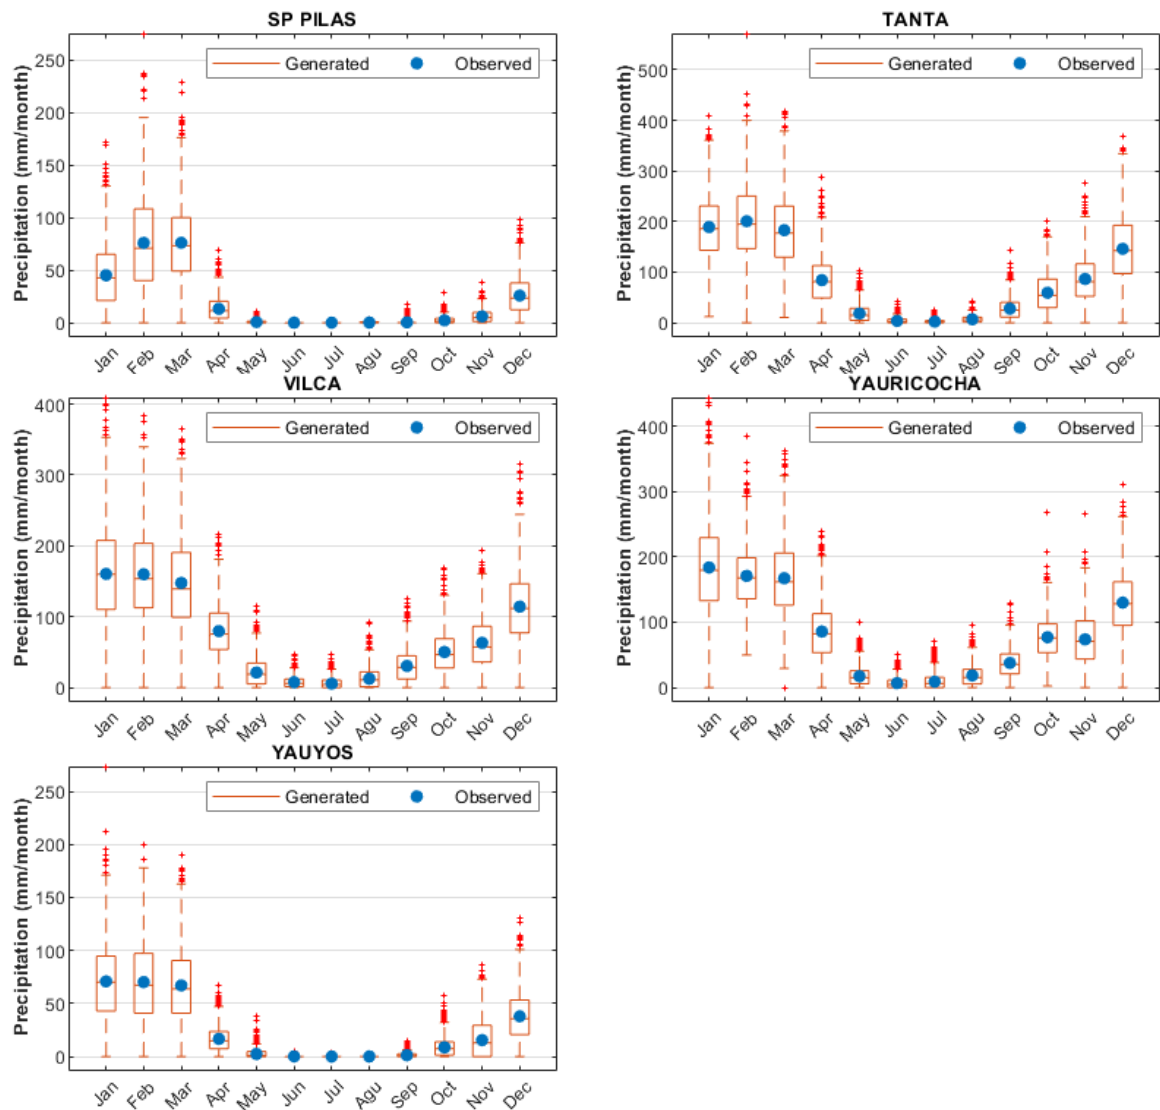 SP PILAS
Precipitation (mm/month)
250
200
150
100
50
0
Generated Observed
Jan Feb Mar Apr May Jun Jul Agu Sep Oct Nov Dec
TANTA
Precipitation (mm/month)
500
400
300
200
100
0
Generated Observed
Jan Feb Mar Apr May Jun Jul Agu Sep Oct Nov Dec
VILCA
Precipitation (mm/month)
400
300
200
100
0
Generated Observed
Jan Feb Mar Apr May Jun Jul Agu Sep Oct Nov Dec
YAURICOCHA
Precipitation (mm/month)
400
300
200
100
0
Generated Observed
Jan Feb Mar Apr May Jun Jul Agu Sep Oct Nov Dec
YAUYOS
Precipitation (mm/month)
250
200
150
100
50
0
Generated Observed
Jan Feb Mar Apr May Jun Jul Agu Sep Oct Nov Dec